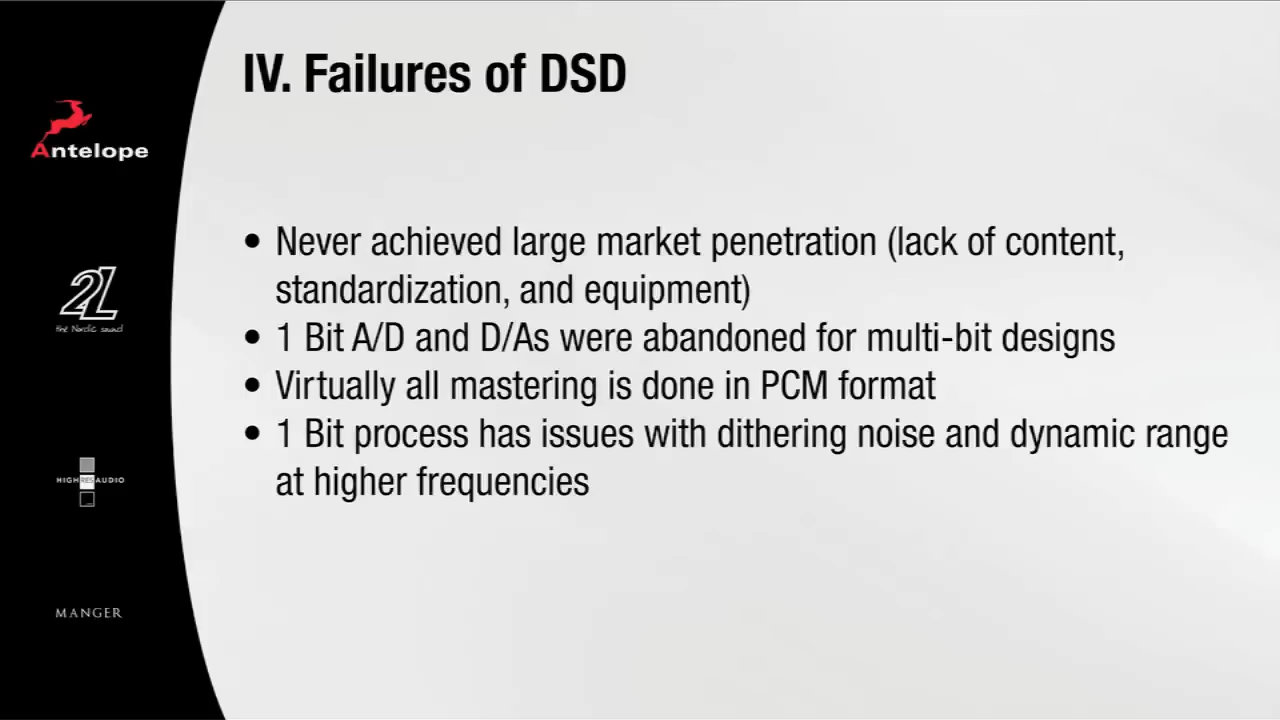 IV. Failures of DSD
Antelope
2L
the Nordic sound
HIGHRESAUDIO
MANGER
• Never achieved large market penetration (lack of content,
standardization, and equipment)
• 1 Bit A/D and D/As were abandoned for multi-bit designs
• Virtually all mastering is done in PCM format
• 1 Bit process has issues with dithering noise and dynamic range
at higher frequencies